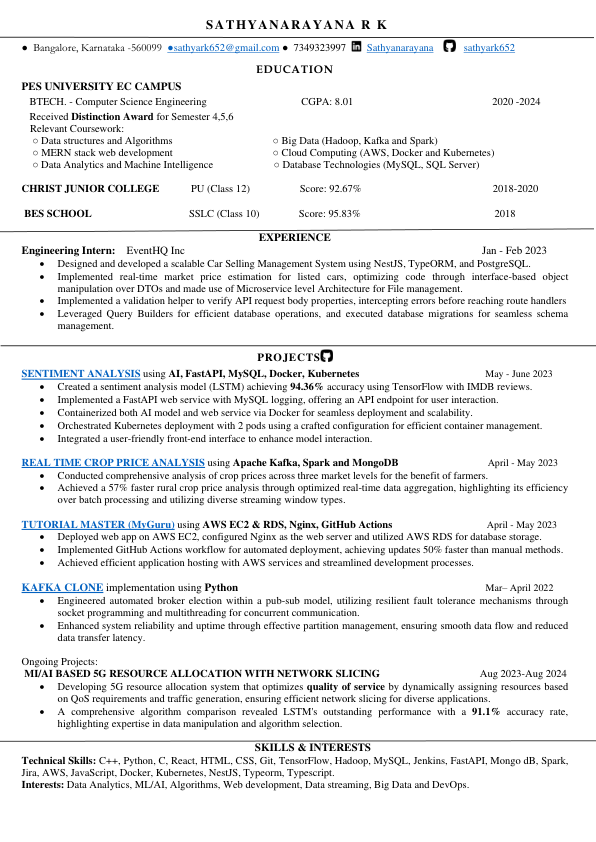 SATHYANARAYANA R K
● Bangalore, Karnataka -560099 ●sathyark652@gmail.com ● 7349323997 Sathyanarayana sathyark652
EDUCATION
PES UNIVERSITY EC CAMPUS
BTECH. - Computer Science Engineering CGPA: 8.01 2020 -2024
Received Distinction Award for Semester 4,5,6
Relevant Coursework:
○ Data structures and Algorithms ○ Big Data (Hadoop, Kafka and Spark)
○ MERN stack web development ○ Cloud Computing (AWS, Docker and Kubernetes)
○ Data Analytics and Machine Intelligence ○ Database Technologies (MySQL, SQL Server)
CHRIST JUNIOR COLLEGE PU (Class 12) Score: 92.67% 2018-2020
BES SCHOOL SSLC (Class 10) Score: 95.83% 2018
EXPERIENCE
Engineering Intern: EventHQ Inc Jan - Feb 2023
● Designed and developed a scalable Car Selling Management System using NestJS, TypeORM, and PostgreSQL.
● Implemented real-time market price estimation for listed cars, optimizing code through interface-based object
manipulation over DTOs and made use of Microservice level Architecture for File management.
● Implemented a validation helper to verify API request body properties, intercepting errors before reaching route handlers
● Leveraged Query Builders for efficient database operations, and executed database migrations for seamless schema
management.
PROJECTS
SENTIMENT ANALYSIS using AI, FastAPI, MySQL, Docker, Kubernetes May - June 2023
● Created a sentiment analysis model (LSTM) achieving 94.36% accuracy using TensorFlow with IMDB reviews.
● Implemented a FastAPI web service with MySQL logging, offering an API endpoint for user interaction.
● Containerized both AI model and web service via Docker for seamless deployment and scalability.
● Orchestrated Kubernetes deployment with 2 pods using a crafted configuration for efficient container management.
● Integrated a user-friendly front-end interface to enhance model interaction.
REAL TIME CROP PRICE ANALYSIS using Apache Kafka, Spark and MongoDB April - May 2023
● Conducted comprehensive analysis of crop prices across three market levels for the benefit of farmers.
● Achieved a 57% faster rural crop price analysis through optimized real-time data aggregation, highlighting its efficiency
over batch processing and utilizing diverse streaming window types.
TUTORIAL MASTER (MyGuru) using AWS EC2 & RDS, Nginx, GitHub Actions April - May 2023
● Deployed web app on AWS EC2, configured Nginx as the web server and utilized AWS RDS for database storage.
● Implemented GitHub Actions workflow for automated deployment, achieving updates 50% faster than manual methods.
● Achieved efficient application hosting with AWS services and streamlined development processes.
KAFKA CLONE implementation using Python Mar– April 2022
● Engineered automated broker election within a pub-sub model, utilizing resilient fault tolerance mechanisms through
socket programming and multithreading for concurrent communication.
● Enhanced system reliability and uptime through effective partition management, ensuring smooth data flow and reduced
data transfer latency.
Ongoing Projects:
MI/AI BASED 5G RESOURCE ALLOCATION WITH NETWORK SLICING Aug 2023-Aug 2024
● Developing 5G resource allocation system that optimizes quality of service by dynamically assigning resources based
on QoS requirements and traffic generation, ensuring efficient network slicing for diverse applications.
● A comprehensive algorithm comparison revealed LSTM's outstanding performance with a 91.1% accuracy rate,
highlighting expertise in data manipulation and algorithm selection.
SKILLS & INTERESTS
Technical Skills: C++, Python, C, React, HTML, CSS, Git, TensorFlow, Hadoop, MySQL, Jenkins, FastAPI, Mongo dB, Spark,
Jira, AWS, JavaScript, Docker, Kubernetes, NestJS, Typeorm, Typescript.
Interests: Data Analytics, ML/AI, Algorithms, Web development, Data streaming, Big Data and DevOps.